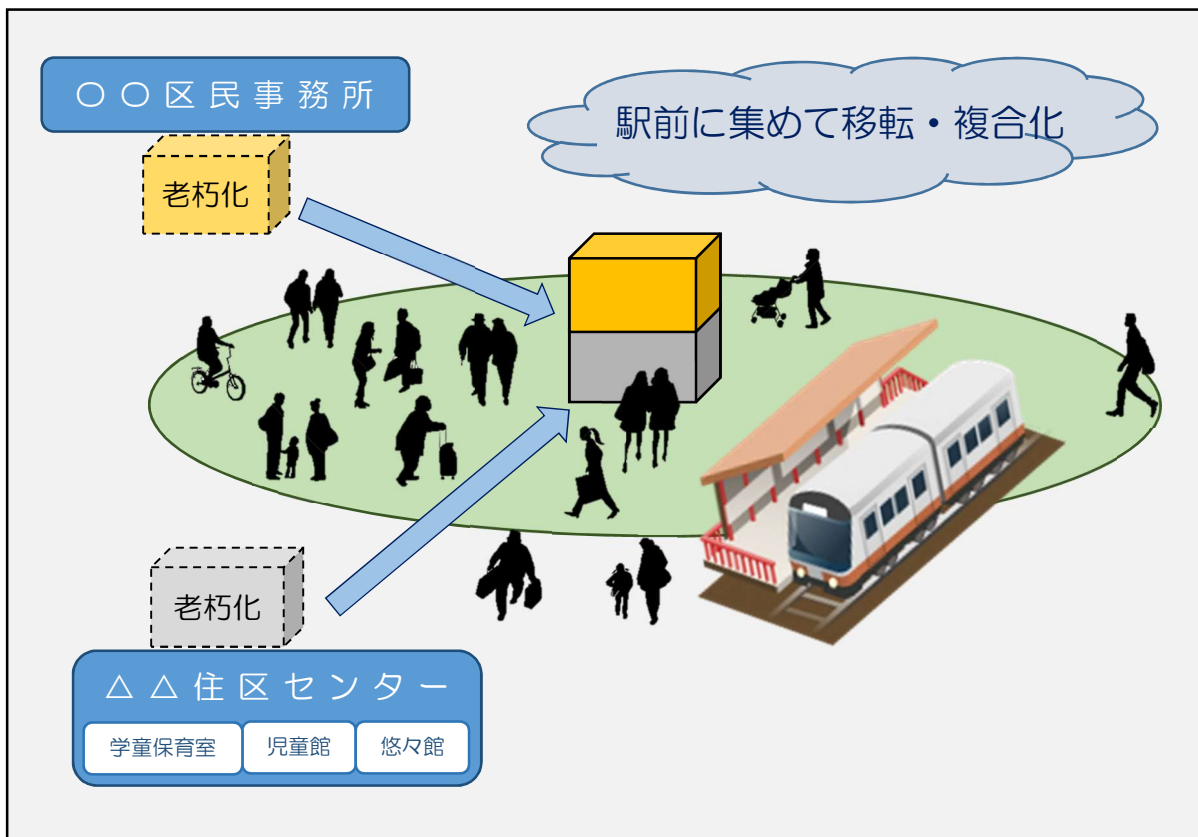 〇〇区民事務所
駅前に集めて移転・複合化
老朽化
老朽化
△△住区センター
学童保育室
児童館
悠々館